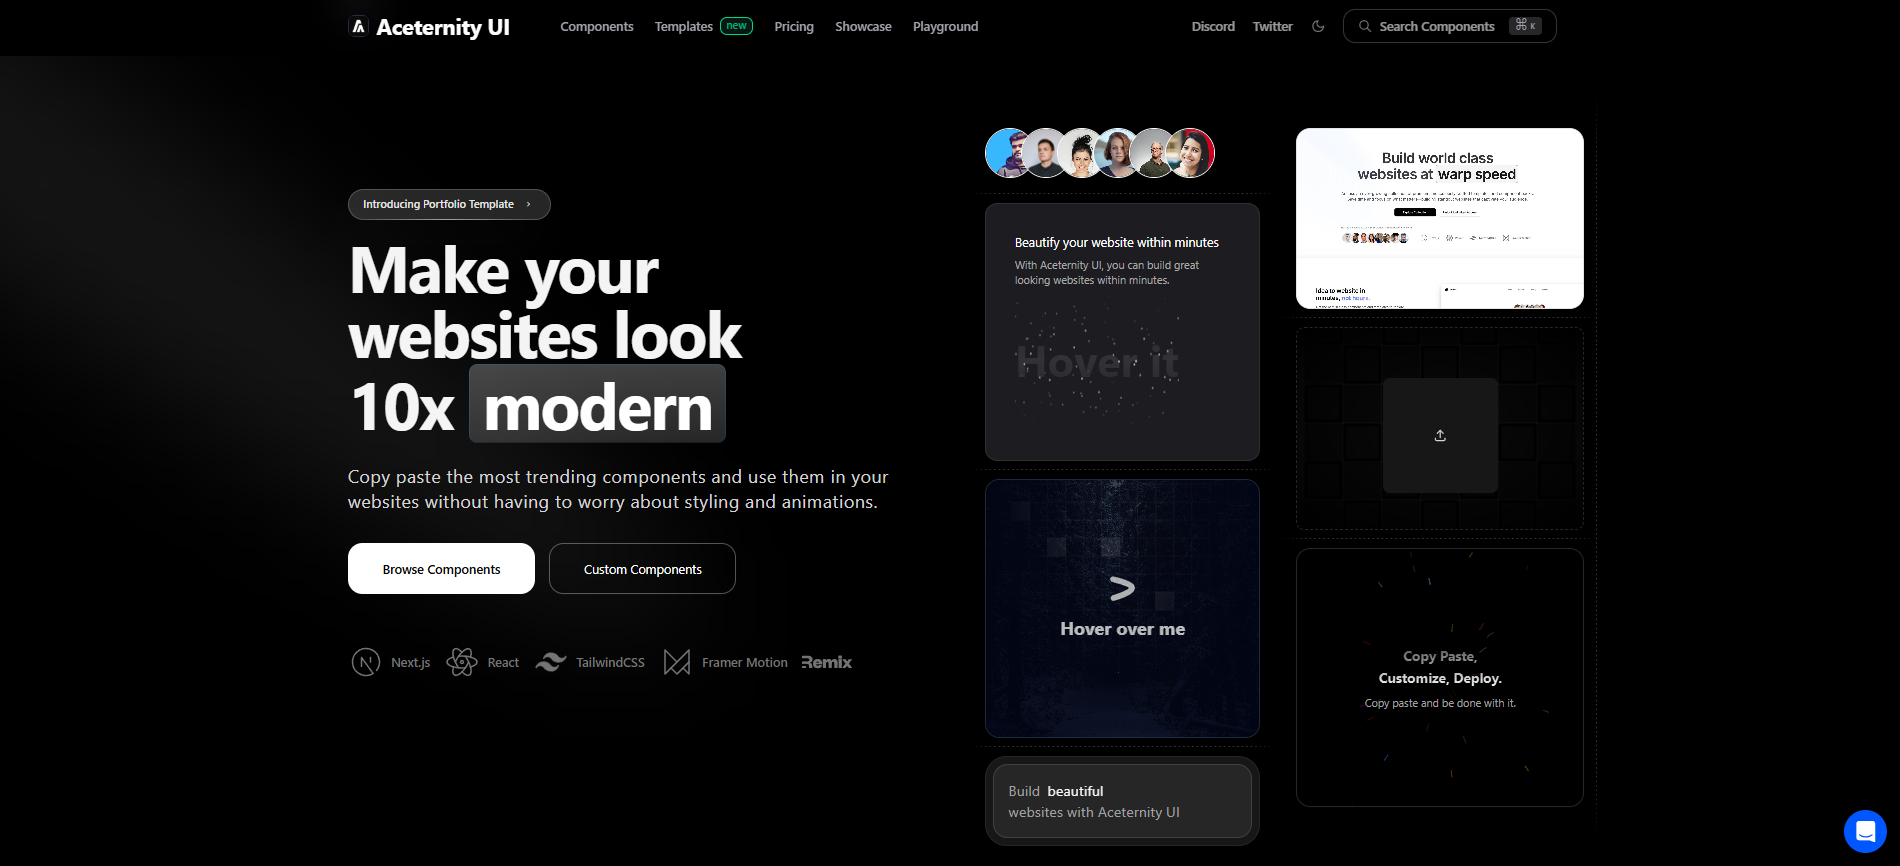 Aceternity UI
Components
Templates
new
Pricing
Showcase
Playground
Discord
Twitter
Search Components
⌘ K
Introducing Portfolio Template
Make your
websites look
10x modern
Copy paste the most trending components and use them in your
websites without having to worry about styling and animations.
Browse Components
Custom Components
Next.js
React
TailwindCSS
Framer Motion
Remix
Beautify your website within minutes
With Aceternity UI, you can build great
looking websites within minutes.
Hover it
>
Hover over me
Build beautiful
websites with Aceternity UI
Build world class
websites at warp speed
Idea to website in
minutes, not hours.
Copy Paste,
Customize, Deploy.
Copy paste and be done with it.